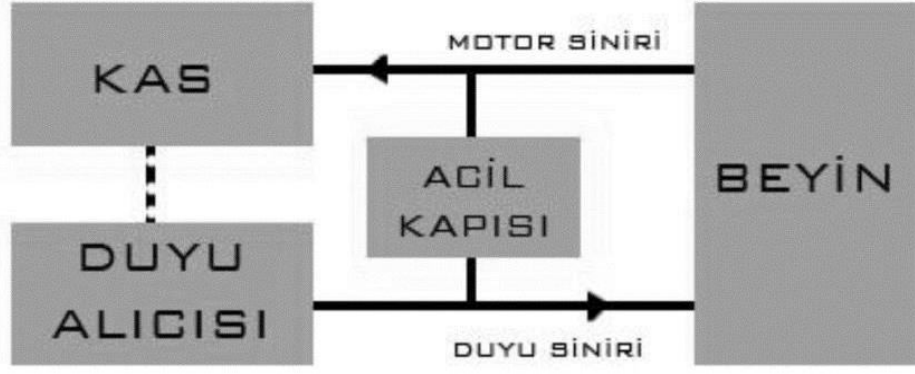 KAS
MOTOR SİNİRİ
ACİL
KAPISI
BEYİN
DUYU
ALICISI
DUYU SİNİRİ